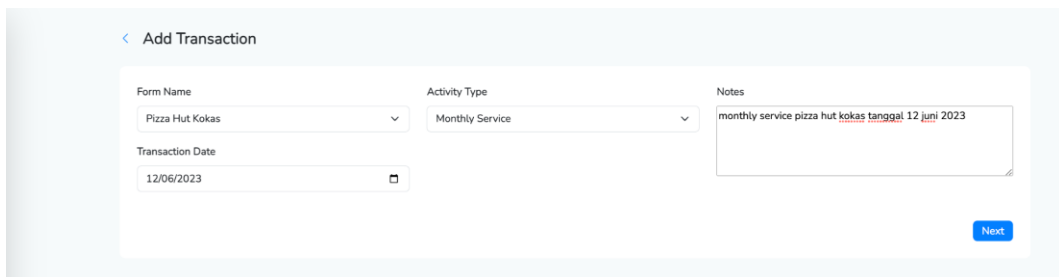 Add Transaction
Form Name
Activity Type
Notes
Pizza Hut Kokas
Monthly Service
monthly service pizza hut kokas tanggal 12 juni 2023
Transaction Date
12/06/2023
Next